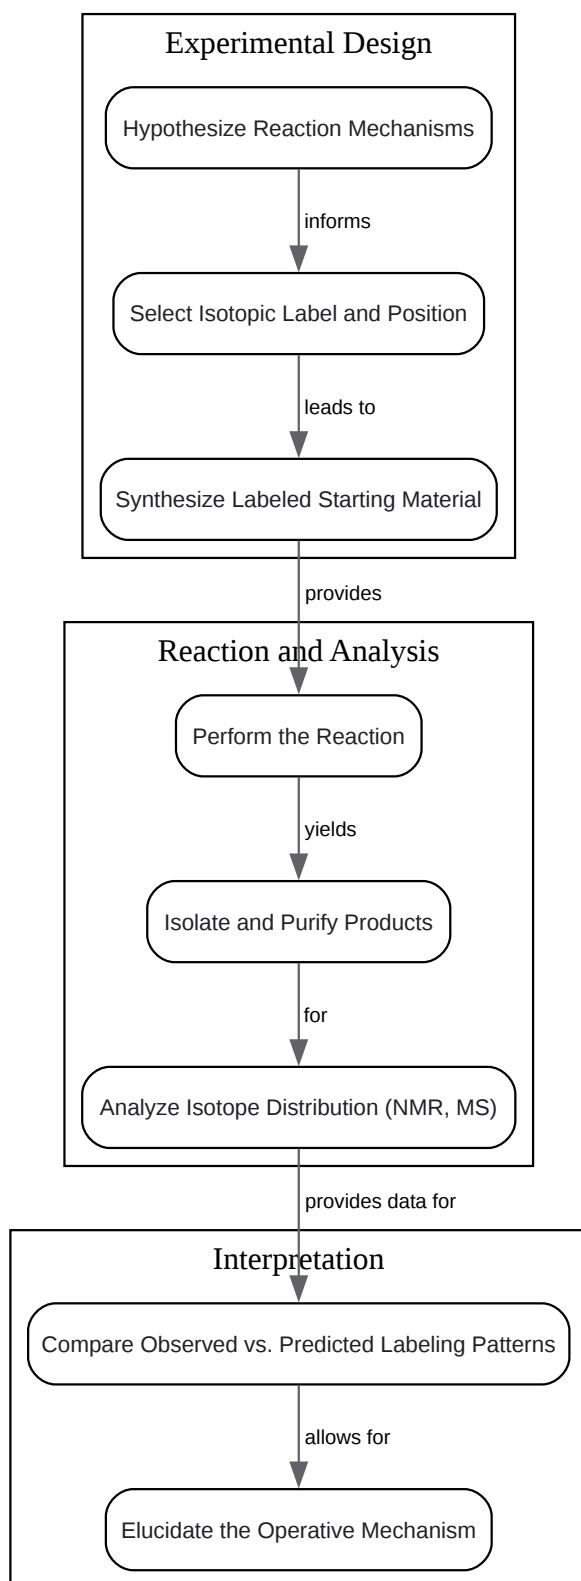 Experimental Design
Hypothesize Reaction Mechanisms
informs
Select Isotopic Label and Position
leads to
Synthesize Labeled Starting Material
provides
Reaction and Analysis
Perform the Reaction
yields
Isolate and Purify Products
for
Analyze Isotope Distribution (NMR, MS)
provides data for
Interpretation
Compare Observed vs. Predicted Labeling Patterns
allows for
Elucidate the Operative Mechanism